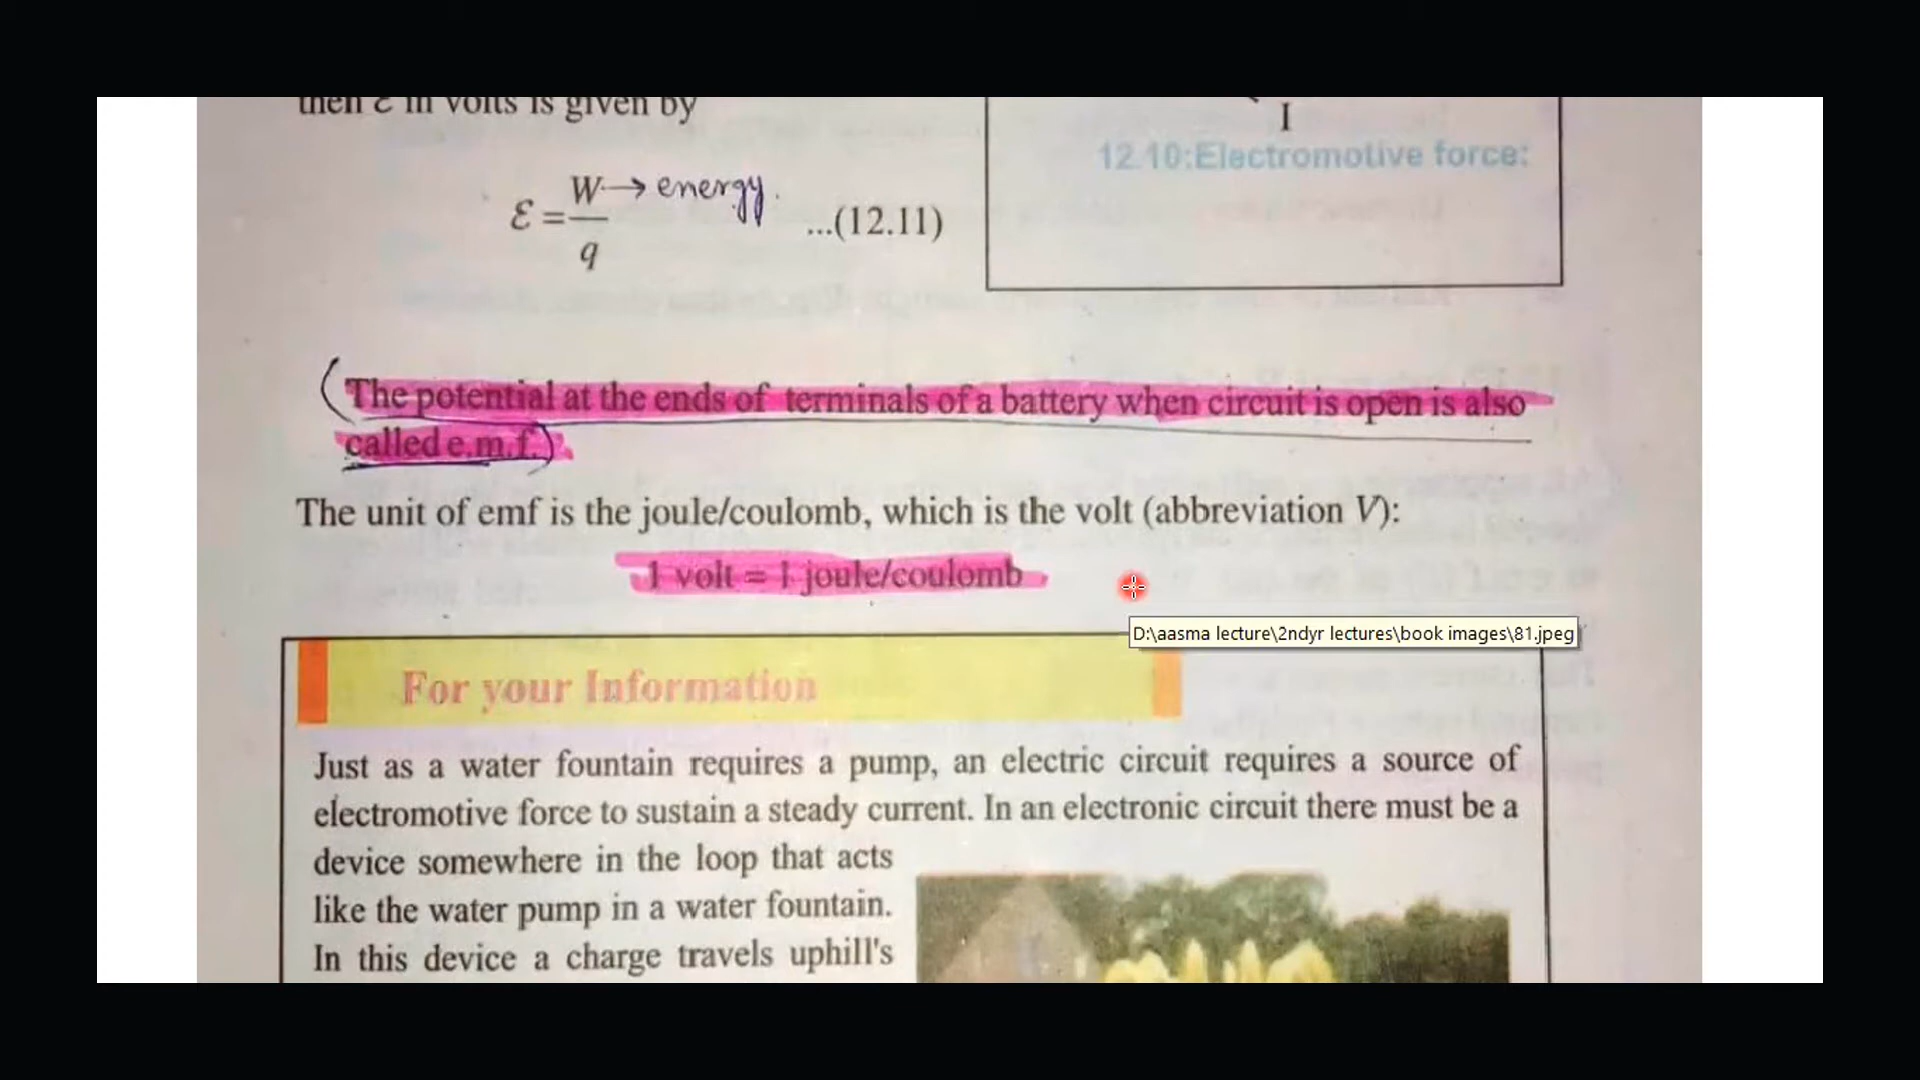 then ε in volts is given by
I
12.10:Electromotive force:
ε = W/q → energy. ...(12.11)
(The potential at the ends of terminals of a battery when circuit is open is also
called e.m.f.)
The unit of emf is the joule/coulomb, which is the volt (abbreviation V):
1 volt = 1 joule/coulomb
D:\aasma lecture\2ndyr lectures\book images\81.jpeg
For your Information
Just as a water fountain requires a pump, an electric circuit requires a source of
electromotive force to sustain a steady current. In an electronic circuit there must be a
device somewhere in the loop that acts
like the water pump in a water fountain.
In this device a charge travels uphill's